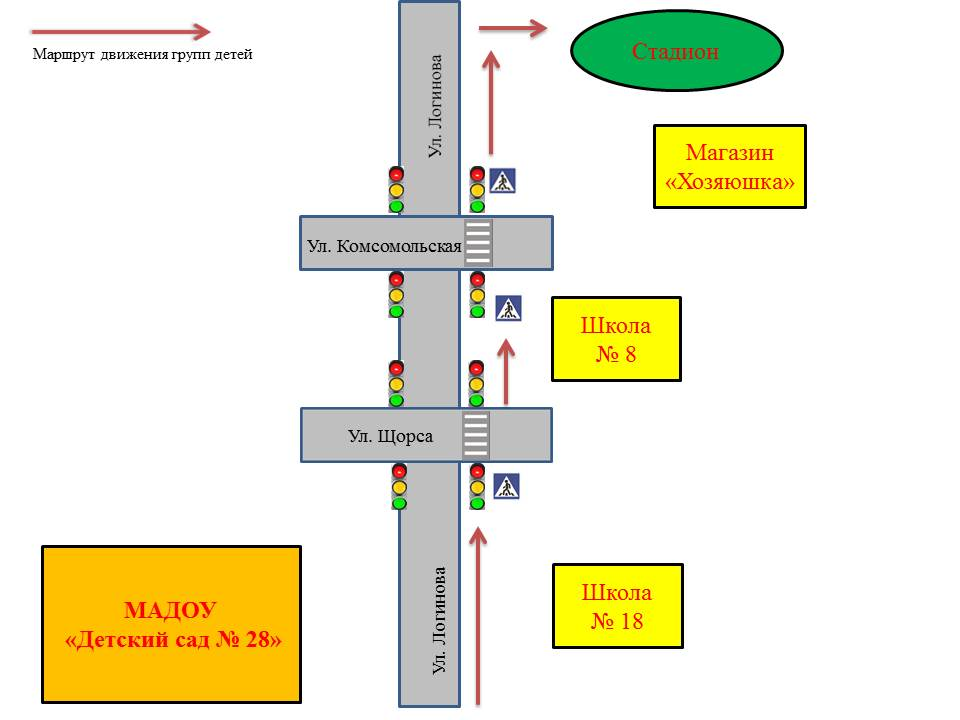 Маршрут движения групп детей
Ул. Логинова
Стадион
Магазин
«Хозяюшка»
Ул. Комсомольская
Школа
№ 8
Ул. Щорса
МАДОУ
«Детский сад № 28»
Ул. Логинова
Школа
№ 18